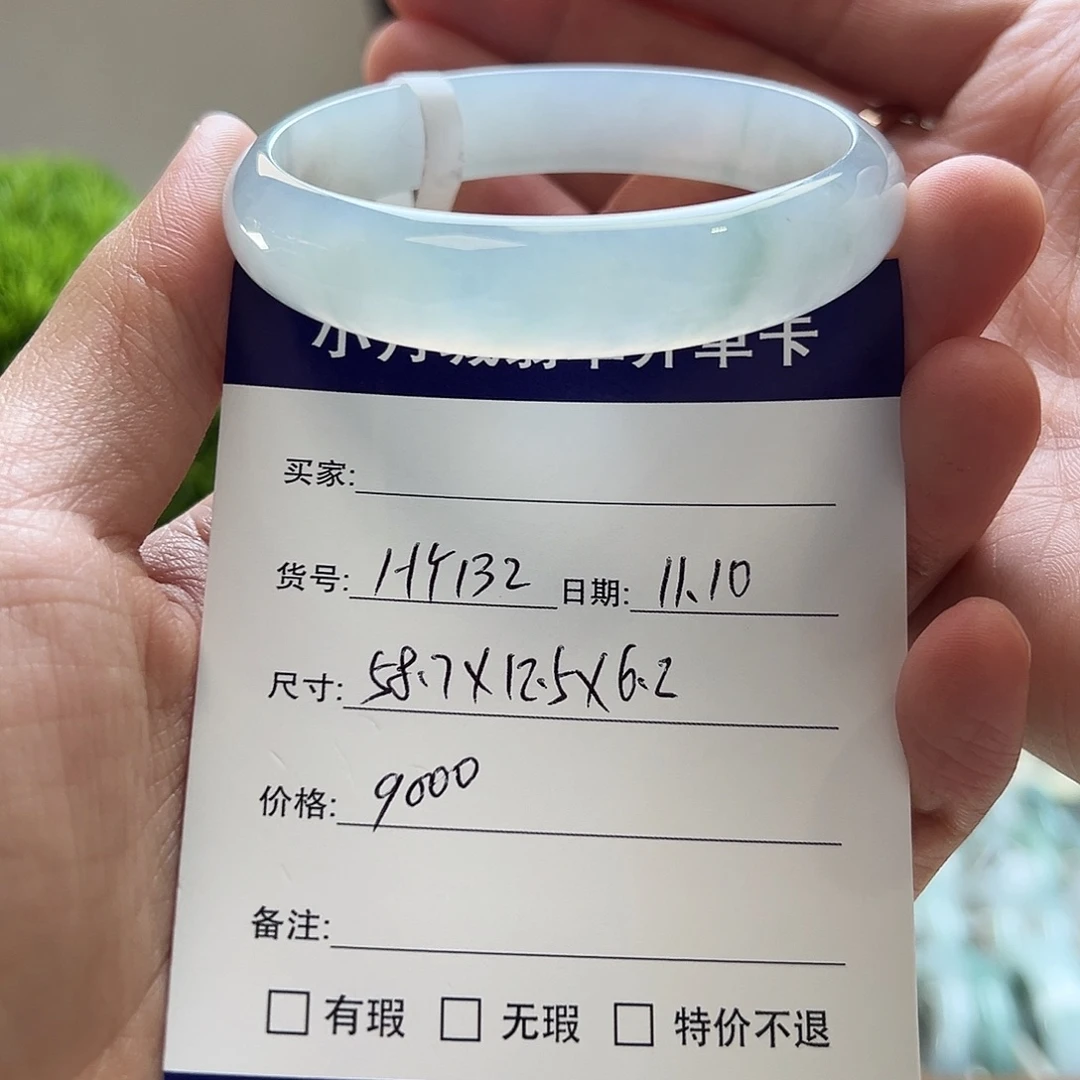 买家:
货号: HY132 日期: 11.10
尺寸: 58.7X12.5X6.2
价格: 9000
备注:
□ 有瑕 □ 无瑕 □ 特价不退